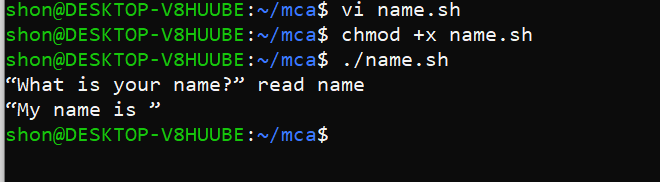 shon@DESKTOP-V8HUUBE:~/mca$ vi name.sh
shon@DESKTOP-V8HUUBE:~/mca$ chmod +x name.sh
shon@DESKTOP-V8HUUBE:~/mca$ ./name.sh
“What is your name?” read name
“My name is ”
shon@DESKTOP-V8HUUBE:~/mca$